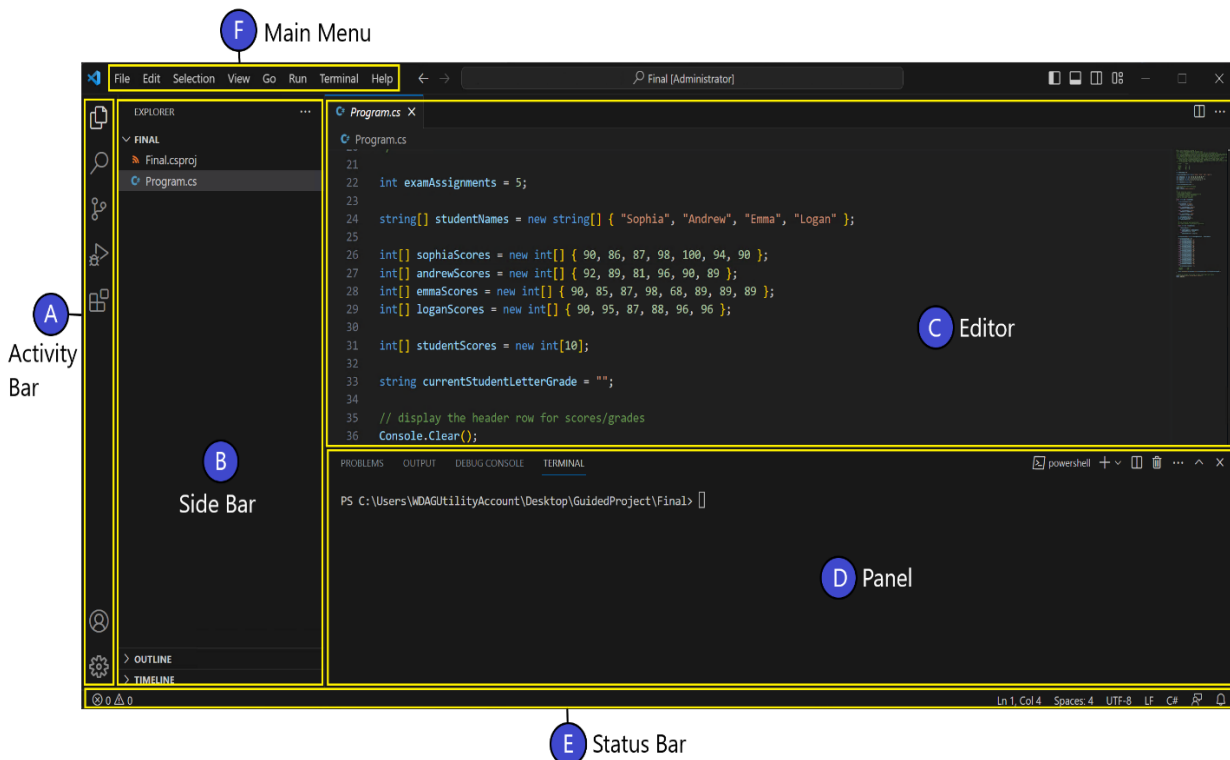 F Main Menu
File Edit Selection View Go Run Terminal Help Final [Administrator]
EXPLORER
FINAL
Final.csproj
Program.cs
A
Activity
Bar
B
Side Bar
OUTLINE
TIMELINE
Program.cs
Program.cs
21
22 int examAssignments = 5;
23
24 string[] studentNames = new string[] { "Sophia", "Andrew", "Emma", "Logan" };
25
26 int[] sophiaScores = new int[] { 90, 86, 87, 98, 100, 94, 90 };
27 int[] andrewScores = new int[] { 92, 89, 81, 96, 90, 89 };
28 int[] emmaScores = new int[] { 90, 85, 87, 98, 68, 89, 89, 89 };
29 int[] loganScores = new int[] { 90, 95, 87, 88, 96, 96 };
30
31 int[] studentScores = new int[10];
32
33 string currentStudentLetterGrade = "";
34
35 // display the header row for scores/grades
36 Console.Clear();
C Editor
PROBLEMS OUTPUT DEBUG CONSOLE TERMINAL powershell
PS C:\Users\WDAGUtilityAccount\Desktop\GuidedProject\Final>
D Panel
0 0 Ln 1, Col 4 Spaces: 4 UTF-8 LF C#
E Status Bar